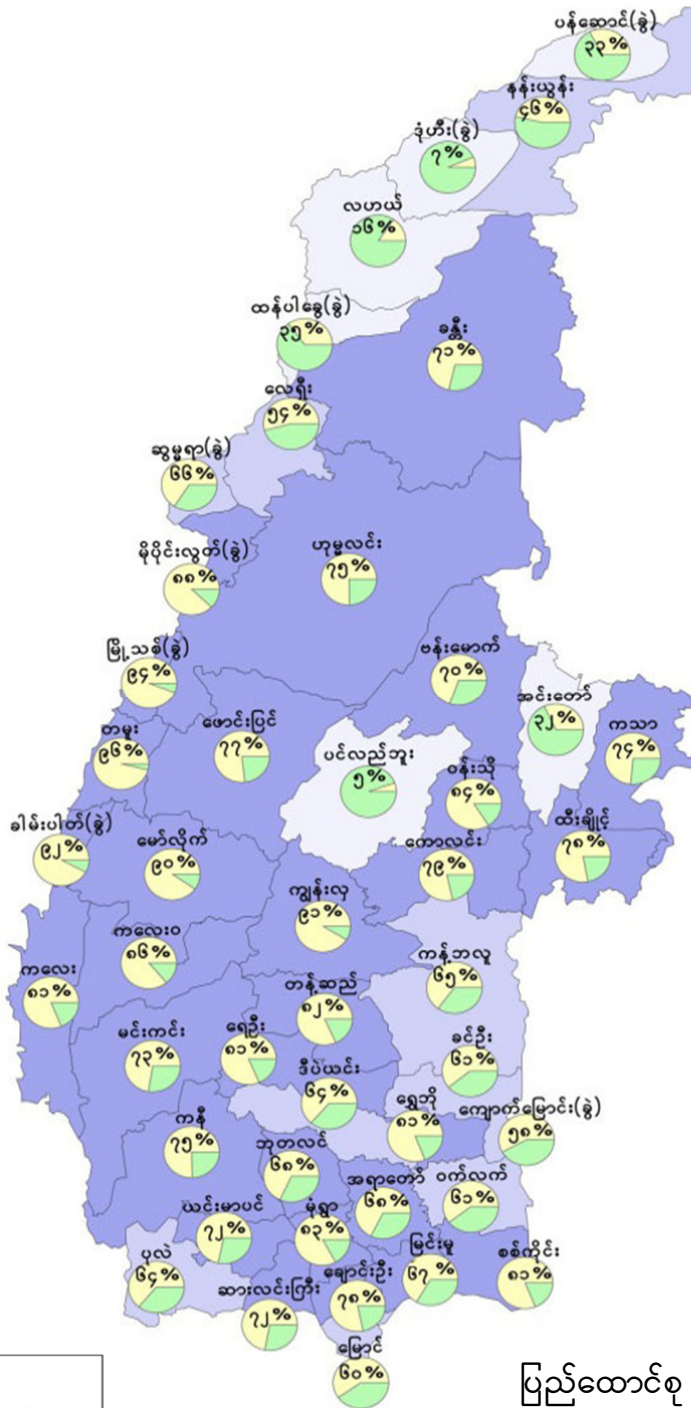 ပန်ဆောင်(ခွဲ)
၃၃%
နန်းယွန်း
၄၆%
ဒုံဟီး(ခွဲ)
၇%
လဟယ်
၁၆%
ထန်ပါခွေ(ခွဲ)
၃၅%
ခန္တီး
၇၁%
လေရှီး
၅၄%
ဆွမ္မရာ(ခွဲ)
၆၆%
ဟုမ္မလင်း
၇၅%
မိုပိုင်းလွတ်(ခွဲ)
၈၈%
ဗန်းမောက်
၇၀%
မြို့သစ်(ခွဲ)
၉၄%
အင်းတော်
၃၂%
ကသာ
၇၄%
တမူး
၉၆%
ဖောင်းပြင်
၇၇%
ပင်လည်ဘူး
၅%
ဝန်းသို
၈၄%
ခါမ်းပါတ်(ခွဲ)
၉၂%
မော်လိုက်
၉၀%
ကောလင်း
၇၉%
ထီးချိုင့်
၇၈%
ကျွန်းလှ
၉၁%
ကလေးဝ
၈၆%
ကန့်ဘလူ
၆၅%
ကလေး
၈၁%
တန့်ဆည်
၈၂%
မင်းကင်း
၇၃%
ရေဦး
၈၁%
ခင်ဦး
၆၁%
ဒီပဲယင်း
၆၄%
ရွှေဘို
၈၁%
ကျောက်မြောင်း(ခွဲ)
၅၈%
ကနီ
၇၅%
ဘုတလင်
၆၈%
အရာတော်
၆၈%
ဝက်လက်
၆၁%
ယင်းမာပင်
၇၂%
မုံရွာ
၈၃%
ပုလဲ
၆၄%
ဆားလင်းကြီး
၇၂%
ချောင်းဦး
၇၈%
မြင်းမူ
၆၇%
စစ်ကိုင်း
၈၁%
မြောင်
၆၀%
ပြည်ထောင်စု